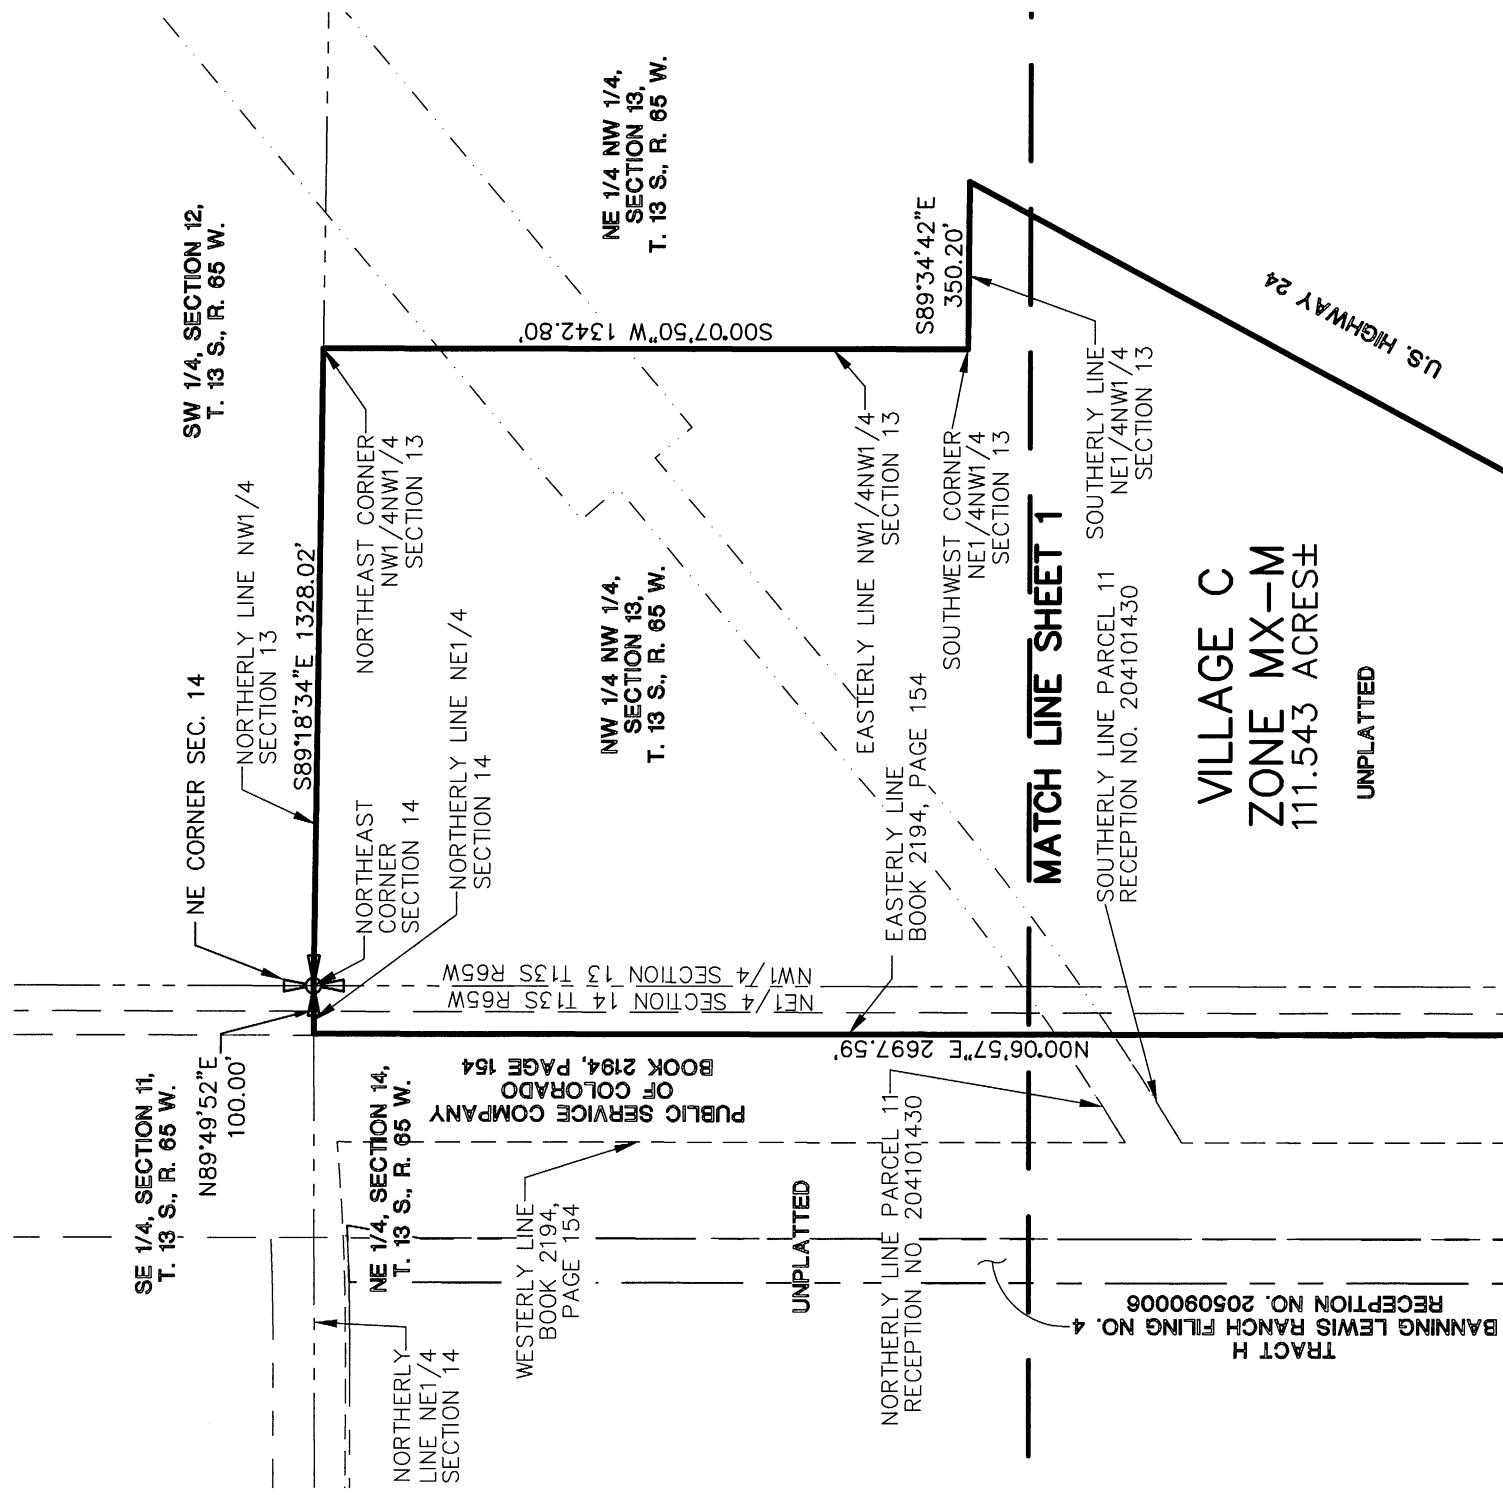 SW 1/4, SECTION 12,
T. 13 S., R. 65 W.
NE 1/4 NW 1/4,
SECTION 13,
T. 13 S., R. 65 W.
NE CORNER SEC. 14
NORTHERLY LINE NW1/4
SECTION 13
S89°18'34"E 1328.02'
NORTHEAST CORNER
NW1/4NW1/4
SECTION 13
NORTHEAST
CORNER
SECTION 14
NORTHERLY LINE NE1/4
SECTION 14
S00°07'50"W 1342.80'
S89°34'42"E
350.20'
U.S. HIGHWAY 24
NW 1/4 NW 1/4,
SECTION 13,
T. 13 S., R. 65 W.
EASTERLY LINE NW1/4NW1/4
SECTION 13
SOUTHWEST CORNER
NE1/4NW1/4
SECTION 13
SOUTHERLY LINE
NE1/4NW1/4
SECTION 13
MATCH LINE SHEET 1
EASTERLY LINE
BOOK 2194, PAGE 154
SOUTHERLY LINE PARCEL 11
RECEPTION NO. 204101430
VILLAGE C
ZONE MX-M
111.543 ACRES±
UNPLATTED
NW1/4 SECTION 13 T13S R65W
NE1/4 SECTION 14 T13S R65W
N00°06'57"E 2697.59'
SE 1/4, SECTION 11,
T. 13 S., R. 65 W.
N89°49'52"E
100.00'
PUBLIC SERVICE COMPANY
OF COLORADO
BOOK 2194, PAGE 154
NE 1/4, SECTION 14,
T. 13 S., R. 65 W.
WESTERLY LINE
BOOK 2194,
PAGE 154
UNPLATTED
NORTHERLY LINE PARCEL 11
RECEPTION NO. 204101430
NORTHERLY
LINE NE1/4
SECTION 14
TRACT H
BANNING LEWIS RANCH FILING NO. 4
RECEPTION NO. 205090006